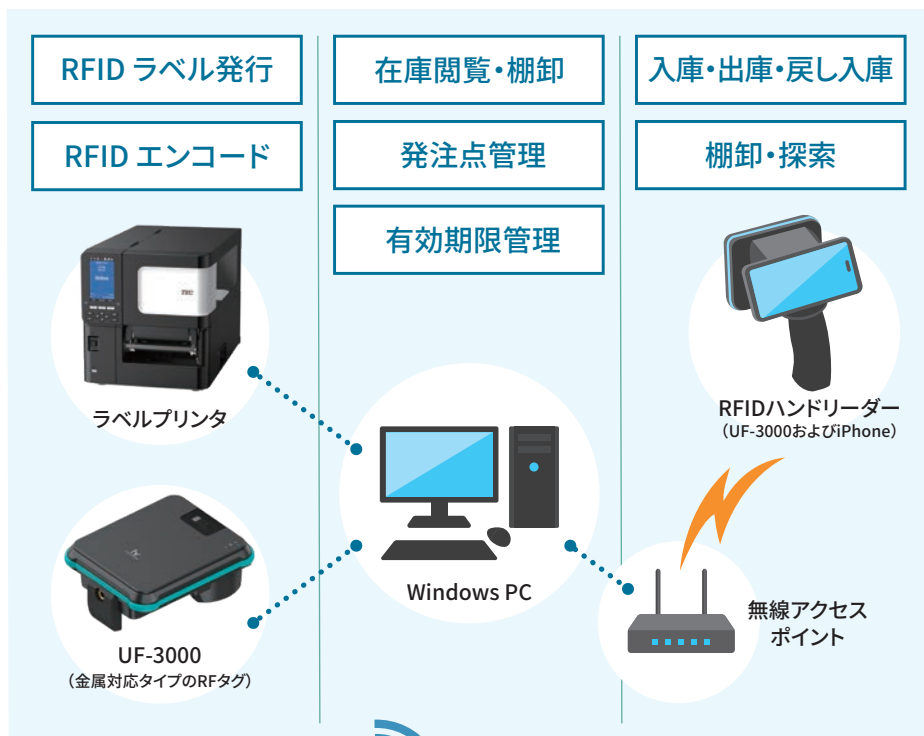 RFID ラベル発行
RFID エンコード
ラベルプリンタ
UF-3000
（金属対応タイプのRFタグ）
在庫閲覧・棚卸
発注点管理
有効期限管理
Windows PC
入庫・出庫・戻し入庫
棚卸・探索
RFIDハンドリーダー
（UF-3000およびiPhone）
無線アクセス
ポイント